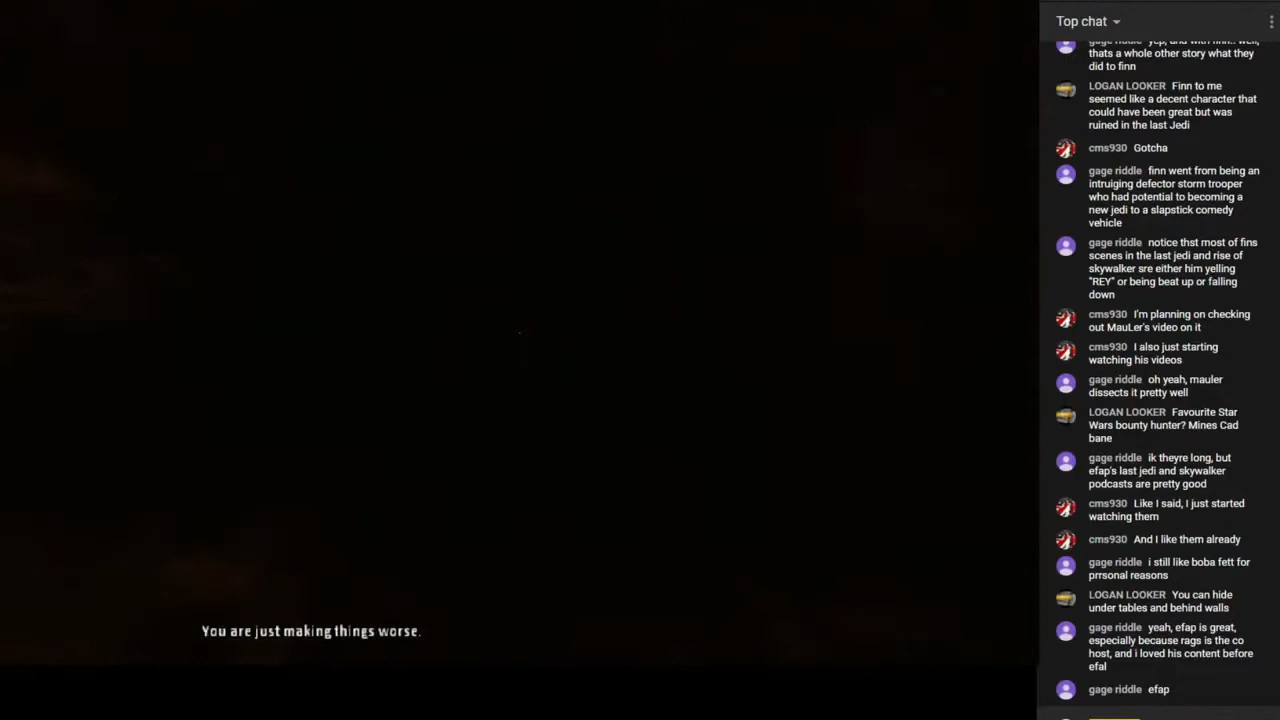 You are just making things worse.
Top chat
gage riddle yep, and with finn.. well,
thats a whole other story what they
did to finn
LOGAN LOOKER Finn to me
seemed like a decent character that
could have been great but was
ruined in the last Jedi
cms930 Gotcha
gage riddle finn went from being an
intruiging defector storm trooper
who had potential to becoming a
new jedi to a slapstick comedy
vehicle
gage riddle notice thst most of fins
scenes in the last jedi and rise of
skywalker sre either him yelling
"REY" or being beat up or falling
down
cms930 I'm planning on checking
out MauLer's video on it
cms930 I also just starting
watching his videos
gage riddle oh yeah, mauler
dissects it pretty well
LOGAN LOOKER Favourite Star
Wars bounty hunter? Mines Cad
bane
gage riddle ik theyre long, but
efap's last jedi and skywalker
podcasts are pretty good
cms930 Like I said, I just started
watching them
cms930 And I like them already
gage riddle i still like boba fett for
prrsonal reasons
LOGAN LOOKER You can hide
under tables and behind walls
gage riddle yeah, efap is great,
especially because rags is the co
host, and i loved his content before
efal
gage riddle efap